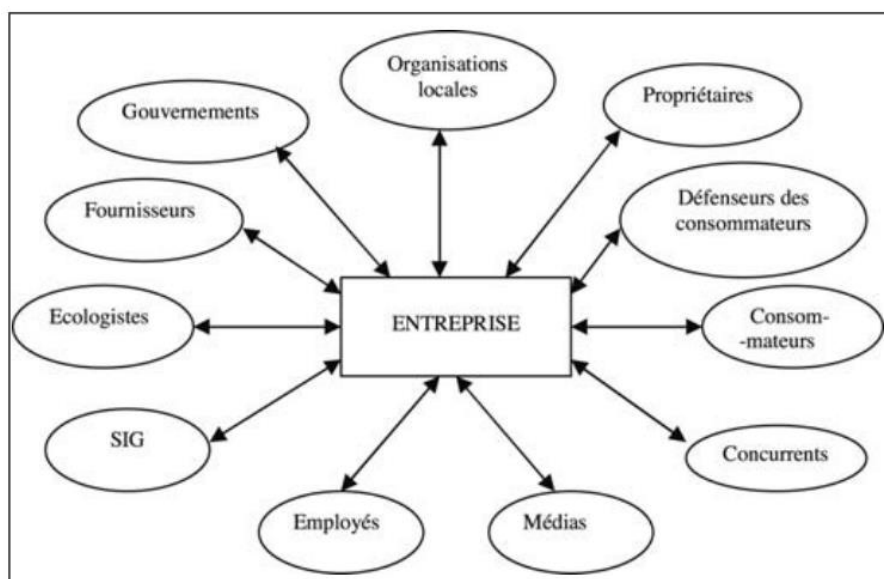 Organisations
locales
Propriétaires
Gouvernements
Défenseurs des
consommateurs
Fournisseurs
Ecologistes
ENTREPRISE
Consom-
-mateurs
SIG
Concurrents
Employés
Médias